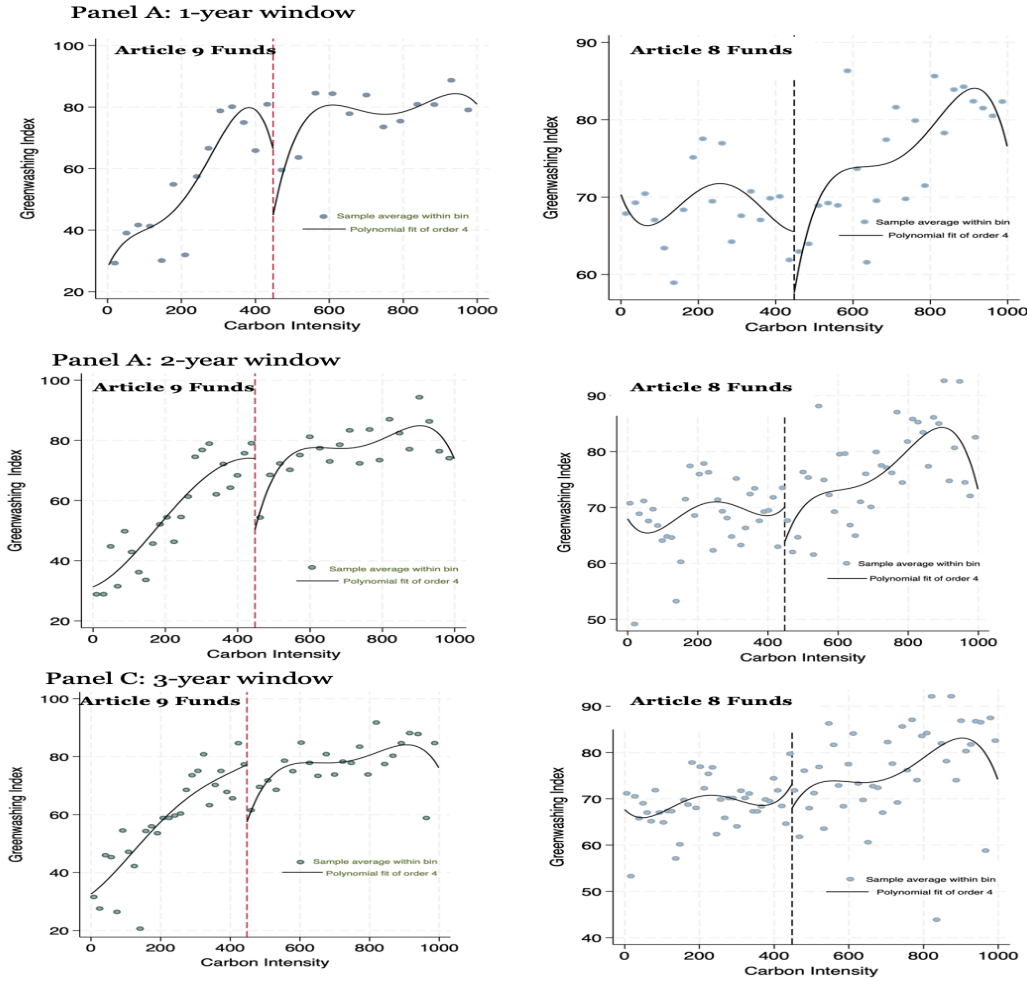 Panel A: 1-year window
Article 9 Funds
100
80
60
40
20
Greenwashing Index
Sample average within bin
Polynomial fit of order 4
0 200 400 600 800 1000
Carbon Intensity
Article 8 Funds
90
80
70
60
Greenwashing Index
Sample average within bin
Polynomial fit of order 4
0 200 400 600 800 1000
Carbon Intensity
Panel A: 2-year window
Article 9 Funds
100
80
60
40
20
Greenwashing Index
Sample average within bin
Polynomial fit of order 4
0 200 400 600 800 1000
Carbon Intensity
Article 8 Funds
90
80
70
60
50
Greenwashing Index
Sample average within bin
Polynomial fit of order 4
0 200 400 600 800 1000
Carbon Intensity
Panel C: 3-year window
Article 9 Funds
100
80
60
40
20
Greenwashing Index
Sample average within bin
Polynomial fit of order 4
0 200 400 600 800 1000
Carbon Intensity
Article 8 Funds
90
80
70
60
50
40
Greenwashing Index
Sample average within bin
Polynomial fit of order 4
0 200 400 600 800 1000
Carbon Intensity